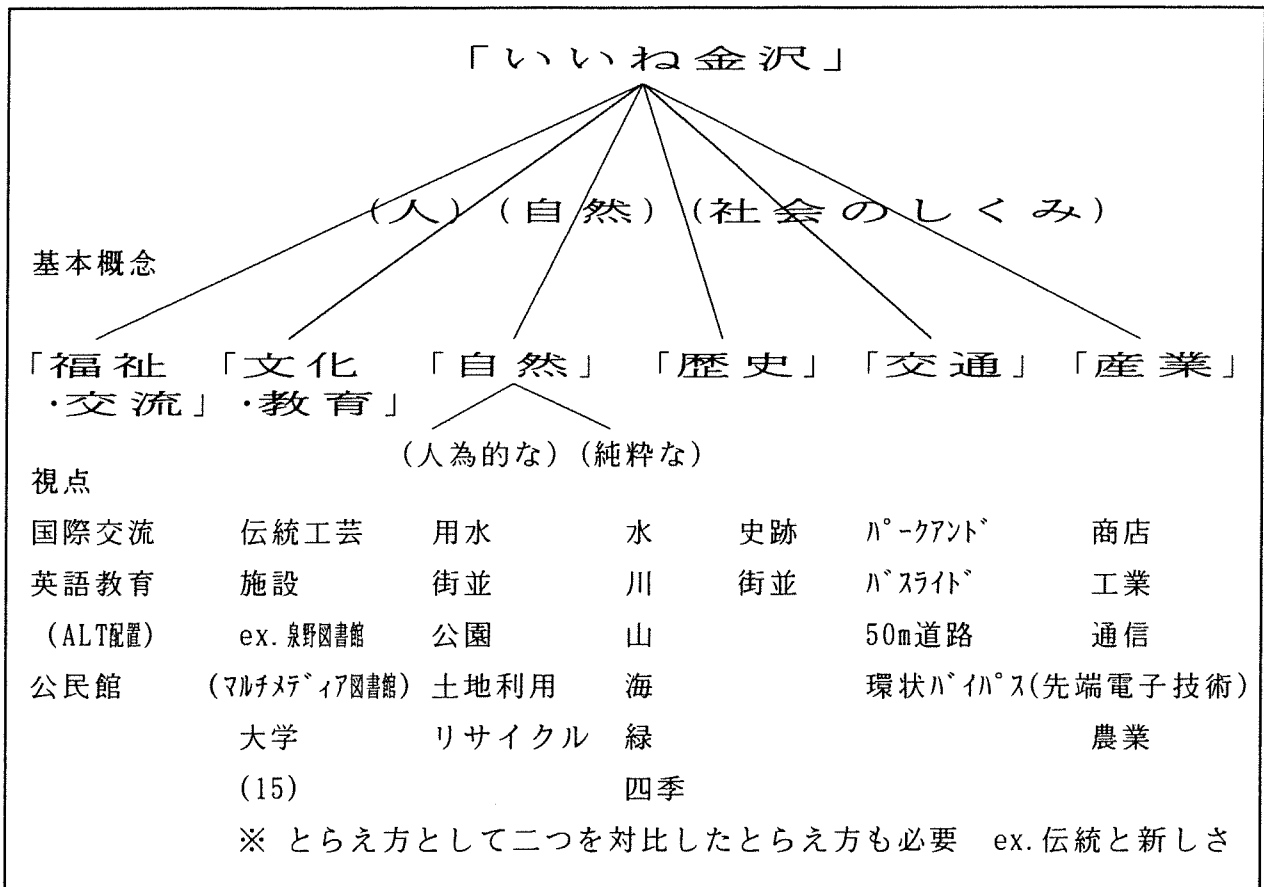 「いいね金沢」
(人) (自然) (社会のしくみ)
基本概念
「福祉 「文化 「自然」 「歴史」 「交通」 「産業」
・交流」 ・教育」
(人為的な) (純粋な)
視点
国際交流 伝統工芸 用水 水 史跡 ﾊﾟｰｸｱﾝﾄﾞ 商店
英語教育 施設 街並 川 街並 ﾊﾞｽﾗｲﾄﾞ 工業
(ALT配置) ex.泉野図書館 公園 山 50m道路 通信
公民館 (ﾏﾙﾁﾒﾃﾞｨｱ図書館) 土地利用 海 環状ﾊﾞｲﾊﾟｽ(先端電子技術)
大学 リサイクル 緑 農業
(15) 四季
※ とらえ方として二つを対比したとらえ方も必要 ex.伝統と新しさ